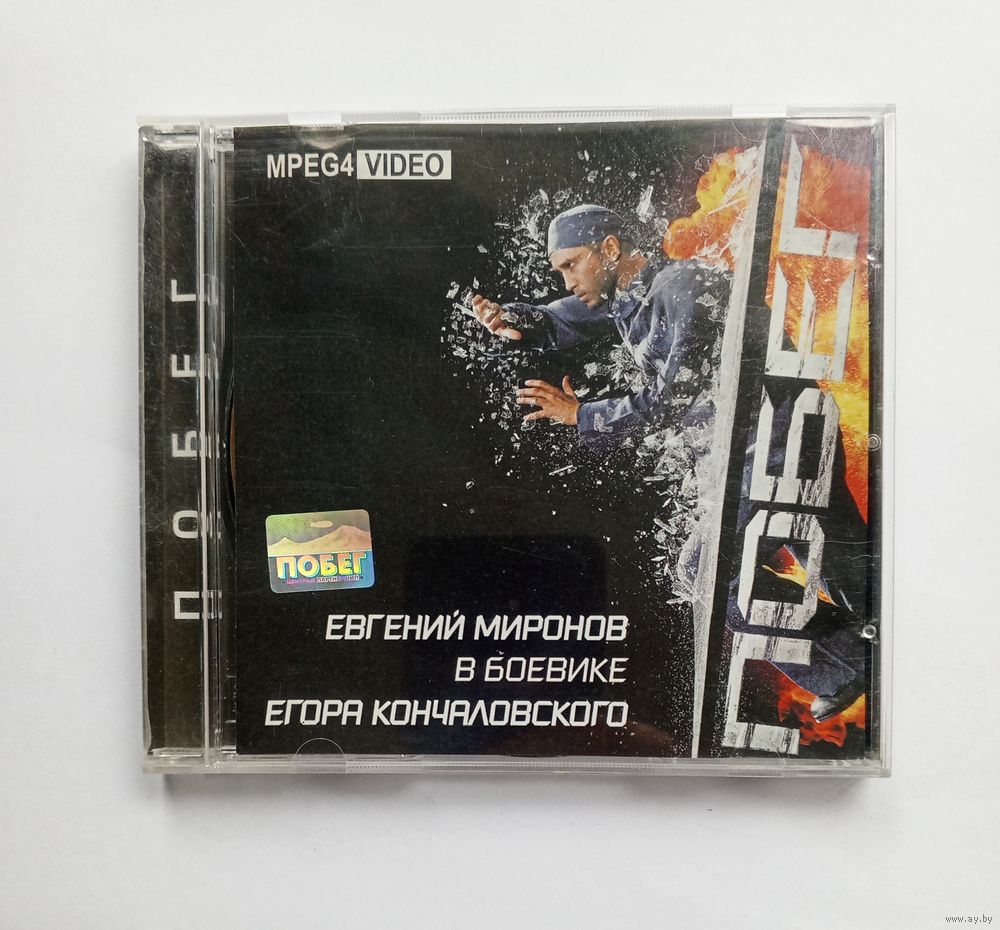 MPEG4 VIDEO
ПОБЕГ
ПОБЕГ
ПОБЕГ
ЕВГЕНИЙ МИРОНОВ
В БОЕВИКЕ
ЕГОРА КОНЧАЛОВСКОГО
www.ay.by